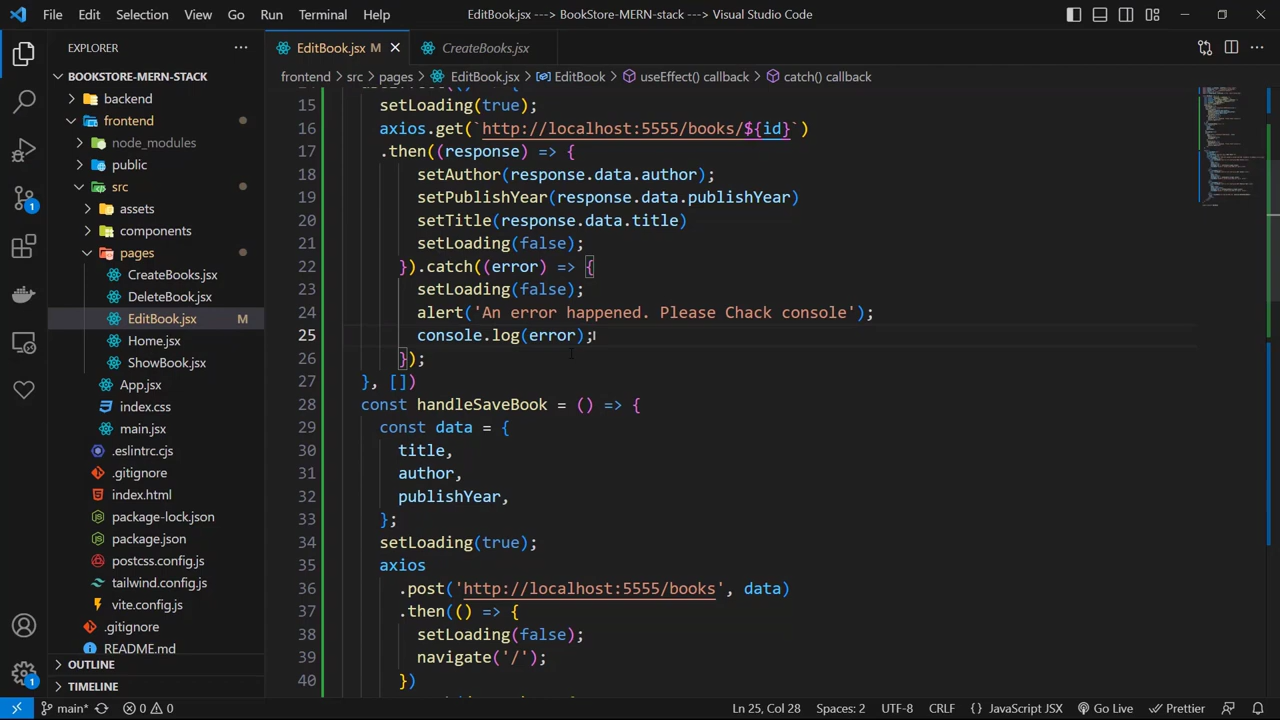 File Edit Selection View Go Run Terminal Help EditBook.jsx ---> BookStore-MERN-stack ---> Visual Studio Code
EXPLORER
EditBook.jsx M
CreateBooks.jsx
frontend > src > pages > EditBook.jsx > EditBook > useEffect() callback > catch() callback
BOOKSTORE-MERN-STACK
backend
frontend
node_modules
public
src
assets
components
pages
CreateBooks.jsx
DeleteBook.jsx
EditBook.jsx M
Home.jsx
ShowBook.jsx
App.jsx
index.css
main.jsx
.eslintrc.cjs
.gitignore
index.html
package-lock.json
package.json
postcss.config.js
tailwind.config.js
vite.config.js
.gitignore
README.md
OUTLINE
TIMELINE
15 setLoading(true);
16 axios.get(`http://localhost:5555/books/${id}`)
17 .then((response) => {
18 setAuthor(response.data.author);
19 setPublishYear(response.data.publishYear)
20 setTitle(response.data.title)
21 setLoading(false);
22 }).catch((error) => {
23 setLoading(false);
24 alert('An error happened. Please Chack console');
25 console.log(error);
26 });
27 }, [])
28 const handleSaveBook = () => {
29 const data = {
30 title,
31 author,
32 publishYear,
33 };
34 setLoading(true);
35 axios
36 .post('http://localhost:5555/books', data)
37 .then(() => {
38 setLoading(false);
39 navigate('/');
40 })
1
1
main* 0 0 Ln 25, Col 28 Spaces: 2 UTF-8 CRLF {} JavaScript JSX Go Live Prettier